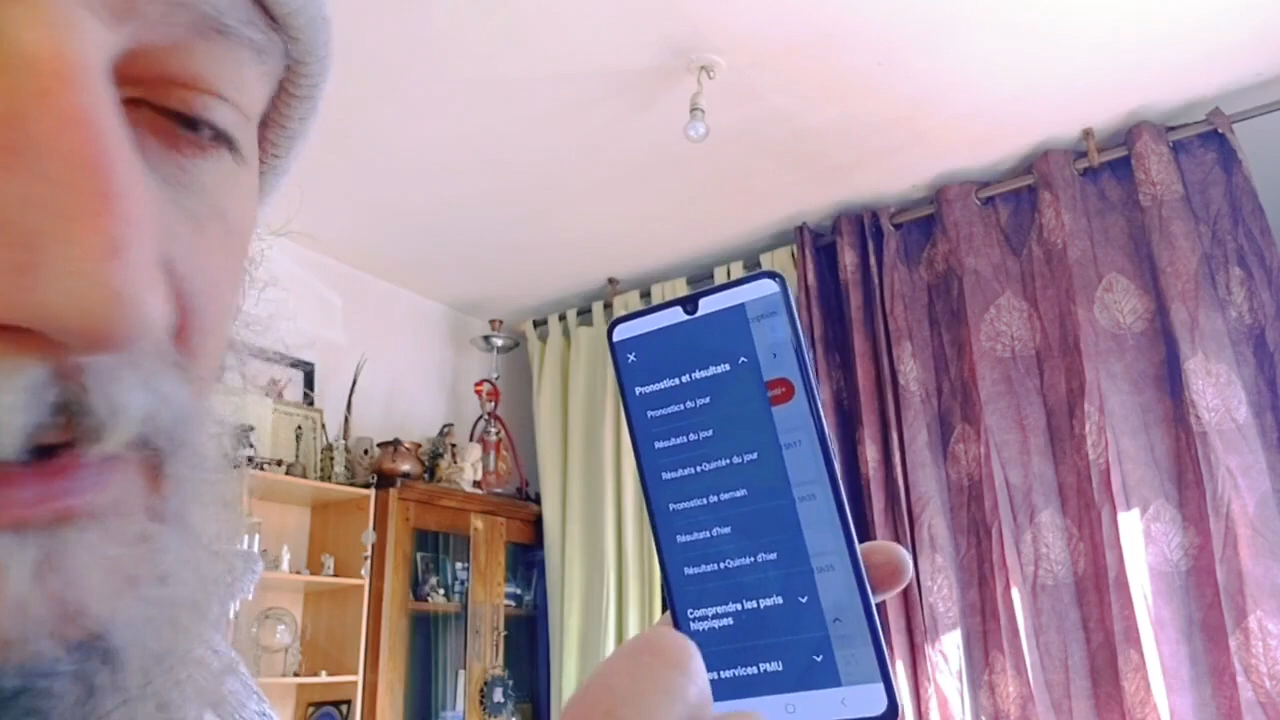 Pronostics et résultats
Pronostics du jour
Résultats du jour
Résultats e-Quinté+ du jour
Pronostics de demain
Résultats d'hier
Résultats e-Quinté+ d'hier
Comprendre les paris
hippiques
es services PMU